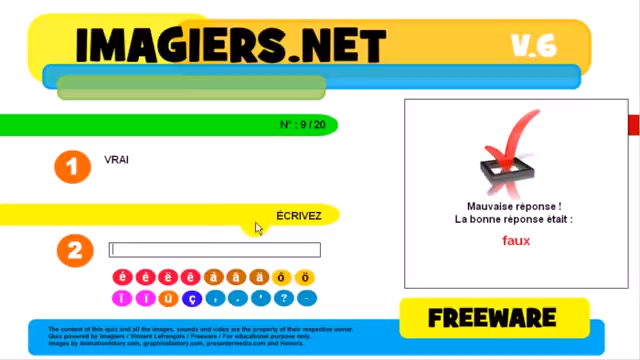 IMAGIERS.NET
V.6
N° : 9 / 20
1
VRAI
ÉCRIVEZ
2
Mauvaise réponse !
La bonne réponse était :
faux
FREEWARE
The content of this quiz and all the images, sounds and video are the property of their respective owner.
Quiz powered by Imagiers / Vincent Lefrançois / Freeware / For educational purpose only.